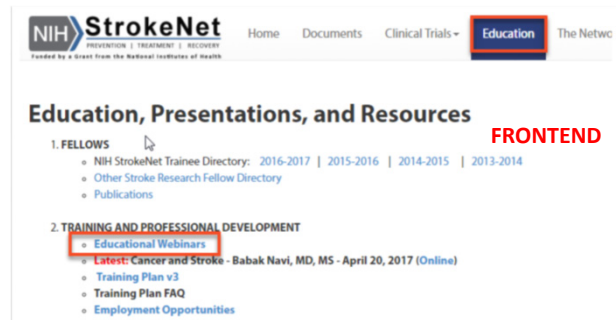 NIH StrokeNet
PREVENTION | TREATMENT | RECOVERY
Funded by a Grant from the National Institutes of Health
Home Documents Clinical Trials Education The Netwo
Education, Presentations, and Resources
FRONTEND
1. FELLOWS
NIH StrokeNet Trainee Directory: 2016-2017 | 2015-2016 | 2014-2015 | 2013-2014
Other Stroke Research Fellow Directory
Publications
2. TRAINING AND PROFESSIONAL DEVELOPMENT
Educational Webinars
Latest: Cancer and Stroke - Babak Navi, MD, MS - April 20, 2017 (Online)
Training Plan v3
Training Plan FAQ
Employment Opportunities